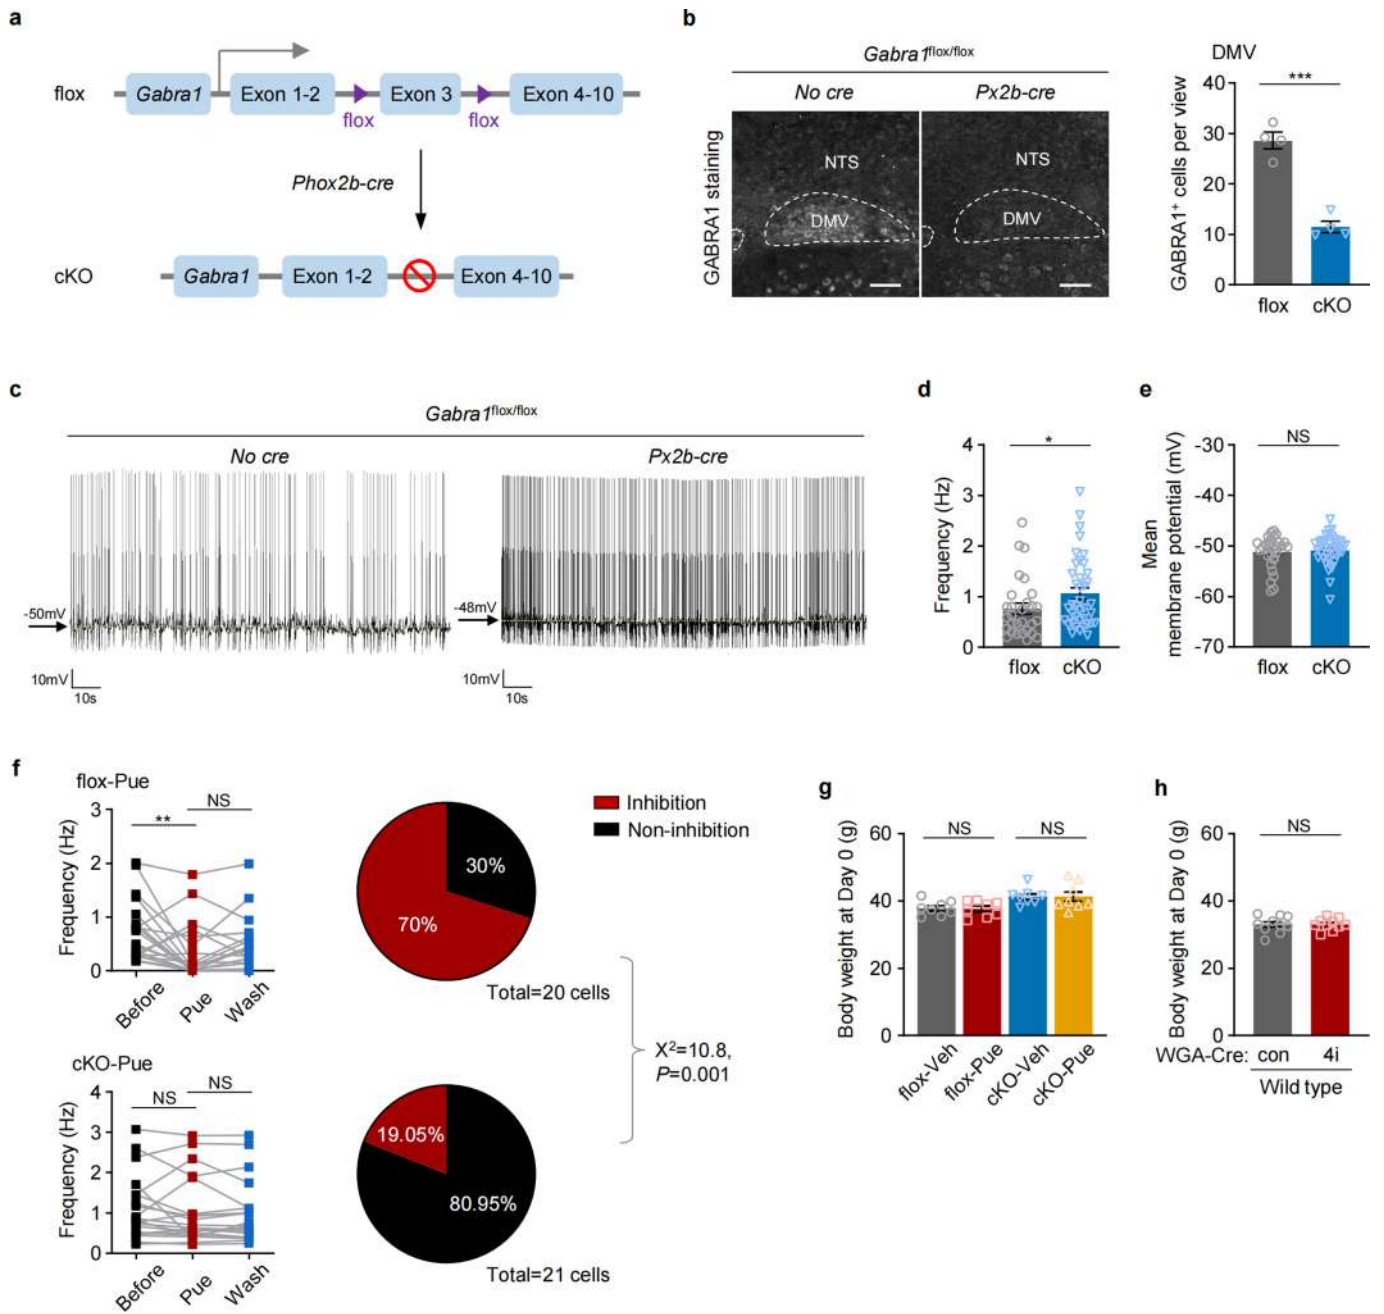 a
flox
Gabra1
Exon 1-2
Exon 3
Exon 4-10
flox
flox
Phox2b-cre
cKO
Gabra1
Exon 1-2
Exon 4-10
b
Gabra1flox/flox
No cre
Px2b-cre
GABRA1 staining
NTS
DMV
NTS
DMV
DMV
***
GABRA1+ cells per view
40
30
20
10
0
flox
cKO
c
Gabra1flox/flox
No cre
Px2b-cre
-50mV
10mV
10s
-48mV
10mV
10s
d
*
Frequency (Hz)
4
3
2
1
0
flox
cKO
e
NS
Mean
membrane potential (mV)
-30
-40
-50
-60
-70
flox
cKO
f
flox-Pue
NS
**
Frequency (Hz)
3
2
1
0
Before
Pue
Wash
30%
70%
Total=20 cells
Inhibition
Non-inhibition
cKO-Pue
NS
NS
Frequency (Hz)
4
3
2
1
0
Before
Pue
Wash
19.05%
80.95%
Total=21 cells
X2=10.8,
P=0.001
g
NS
NS
Body weight at Day 0 (g)
60
40
20
0
flox-Veh
flox-Pue
cKO-Veh
cKO-Pue
h
NS
Body weight at Day 0 (g)
60
40
20
0
WGA-Cre: con 4i
Wild type